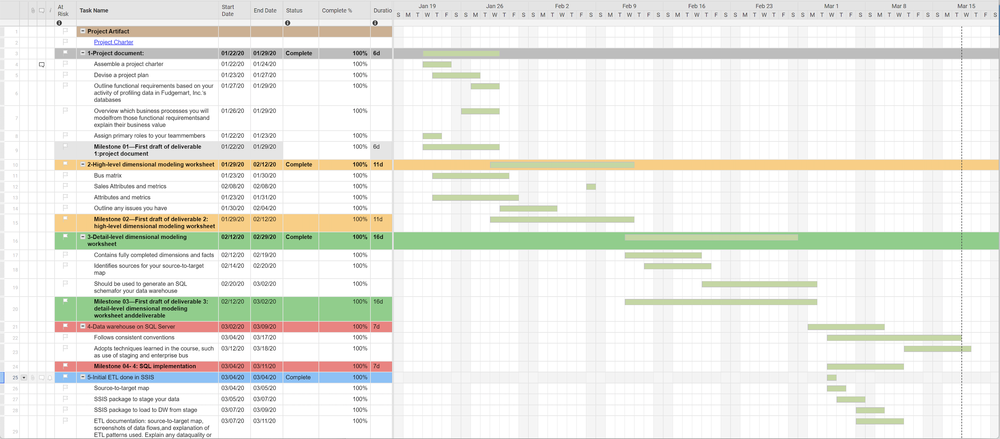 At Risk Task Name Start Date End Date Status Complete % Duratio
Jan 19 Jan 26 Feb 2 Feb 9 Feb 16 Feb 23 Mar 1 Mar 8 Mar 15
S M T W T F S S M T W T F S S M T W T F S S M T W T F S S M T W T F S S M T W T F S S M T W T F S S M T W T F S S M T W T F S
1 Project Artifact
2 Project Charter
3 1-Project document: 01/22/20 01/29/20 Complete 100% 6d
4 Assemble a project charter 01/22/20 01/24/20 100%
5 Devise a project plan 01/23/20 01/27/20 100%
6 Outline functional requirements based on your 01/27/20 01/29/20 100%
activity of profiling data in Fudgemart, Inc.'s
databases
7 Overview which business processes you will 01/26/20 01/29/20 100%
modelfrom those functional requirementsand
explain their business value
8 Assign primary roles to your teammembers 01/22/20 01/23/20 100%
9 Milestone 01—First draft of deliverable 01/22/20 01/29/20 100% 6d
1:project document
10 2-High-level dimensional modeling worksheet 01/29/20 02/12/20 Complete 100% 11d
11 Bus matrix 01/23/20 01/30/20 100%
12 Sales Attributes and metrics 02/08/20 02/08/20 100%
13 Attributes and metrics 01/23/20 01/31/20 100%
14 Outline any issues you have 01/30/20 02/04/20 100%
15 Milestone 02—First draft of deliverable 2: 01/29/20 02/12/20 100% 11d
high-level dimensional modeling worksheet
16 3-Detail-level dimensional modeling 02/12/20 02/29/20 Complete 100% 16d
worksheet
17 Contains fully completed dimensions and facts 02/12/20 02/19/20 100%
18 Identifies sources for your source-to-target 02/14/20 02/20/20 100%
map
19 Should be used to generate an SQL 02/20/20 03/02/20 100%
schemafor your data warehouse
20 Milestone 03—First draft of deliverable 3: 02/12/20 03/02/20 100% 16d
detail-level dimensional modeling
worksheet anddeliverable
21 4-Data warehouse on SQL Server 03/02/20 03/09/20 100% 7d
22 Follows consistent conventions 03/04/20 03/17/20 100%
23 Adopts techniques learned in the course, such 03/12/20 03/18/20 100%
as use of staging and enterprise bus
24 Milestone 04- 4: SQL implementation 03/04/20 03/11/20 100% 7d
25 5-Initial ETL done in SSIS 03/04/20 03/04/20 Complete 100%
26 Source-to-target map 03/04/20 03/05/20 100%
27 SSIS package to stage your data 03/05/20 03/07/20 100%
28 SSIS package to load to DW from stage 03/07/20 03/09/20 100%
29 ETL documentation: source-to-target map, 03/07/20 03/11/20 100%
screenshots of data flows,and explanation of
ETL patterns used. Explain any dataquality or